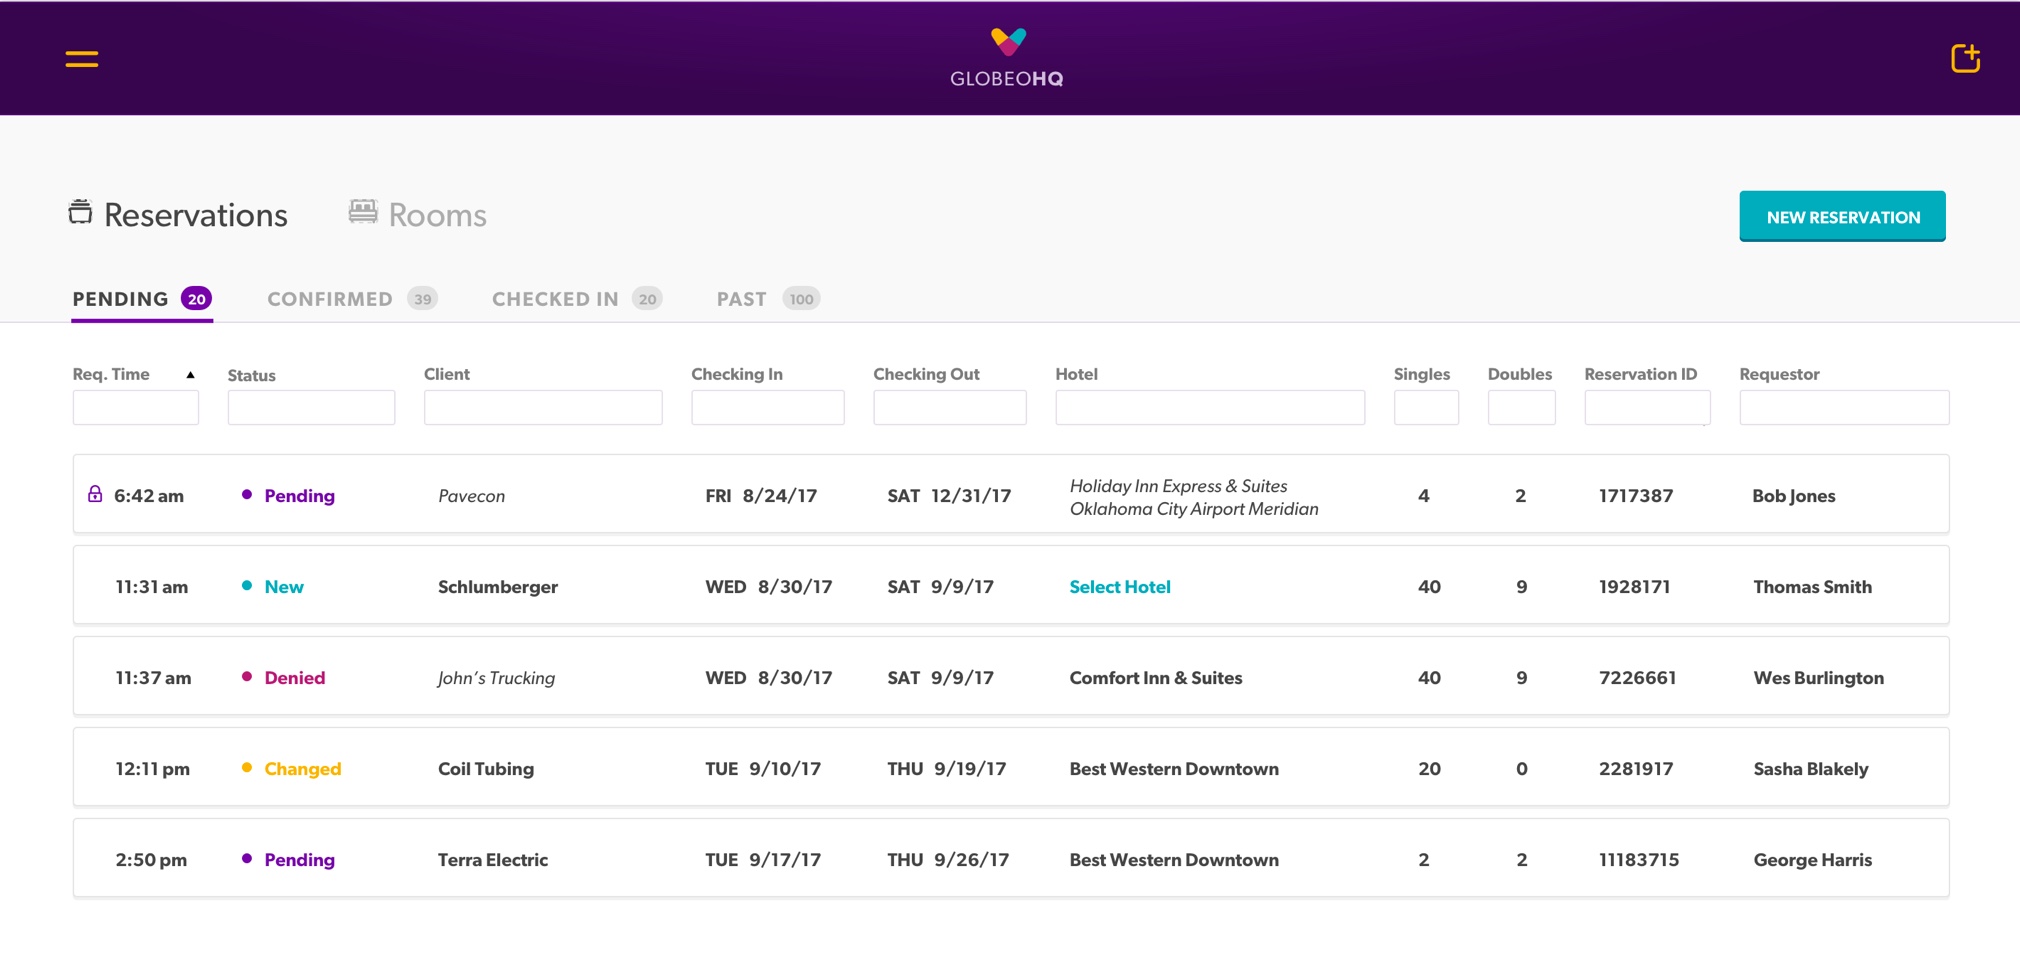 GLOBEOHQ
Reservations Rooms NEW RESERVATION
PENDING 20 CONFIRMED 39 CHECKED IN 20 PAST 100
Req. Time Status Client Checking In Checking Out Hotel Singles Doubles Reservation ID Requestor
6:42 am Pending Pavecon FRI 8/24/17 SAT 12/31/17 Holiday Inn Express & Suites 4 2 1717387 Bob Jones
Oklahoma City Airport Meridian
11:31 am New Schlumberger WED 8/30/17 SAT 9/9/17 Select Hotel 40 9 1928171 Thomas Smith
11:37 am Denied John's Trucking WED 8/30/17 SAT 9/9/17 Comfort Inn & Suites 40 9 7226661 Wes Burlington
12:11 pm Changed Coil Tubing TUE 9/10/17 THU 9/19/17 Best Western Downtown 20 0 2281917 Sasha Blakely
2:50 pm Pending Terra Electric TUE 9/17/17 THU 9/26/17 Best Western Downtown 2 2 11183715 George Harris